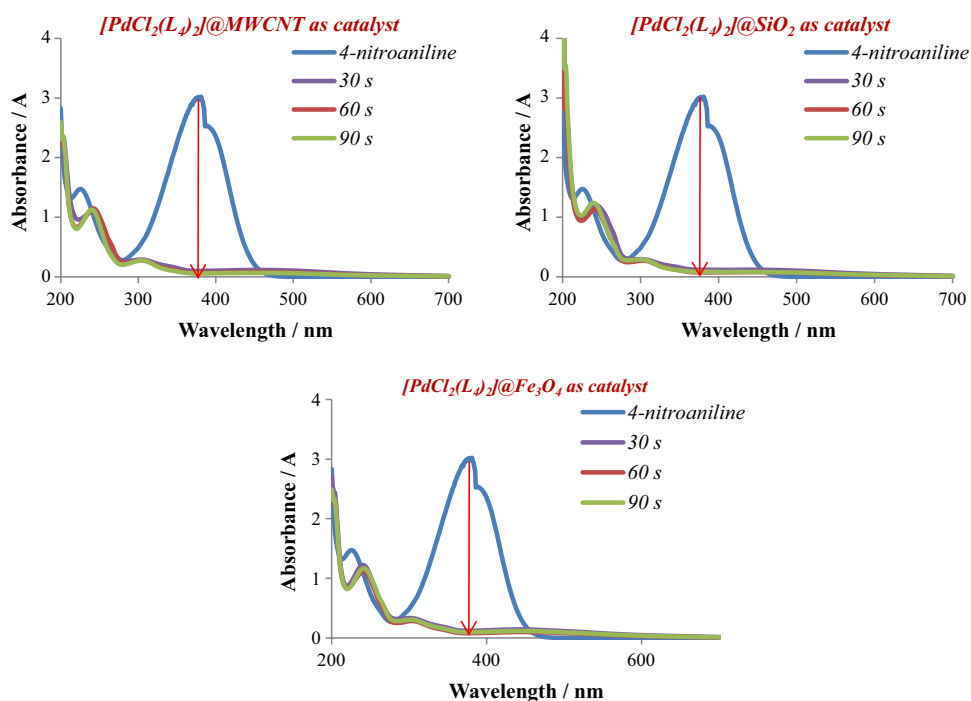 [PdCl₂(L₄)₂]@MWCNT as catalyst
4-nitroaniline
30 s
60 s
90 s
4
3
2
1
0
Absorbance / A
200 300 400 500 600 700
Wavelength / nm
[PdCl₂(L₄)₂]@SiO₂ as catalyst
4-nitroaniline
30 s
60 s
90 s
4
3
2
1
0
Absorbance / A
200 300 400 500 600 700
Wavelength / nm
[PdCl₂(L₄)₂]@Fe₃O₄ as catalyst
4-nitroaniline
30 s
60 s
90 s
4
3
2
1
0
Absorbance / A
200 400 600
Wavelength / nm